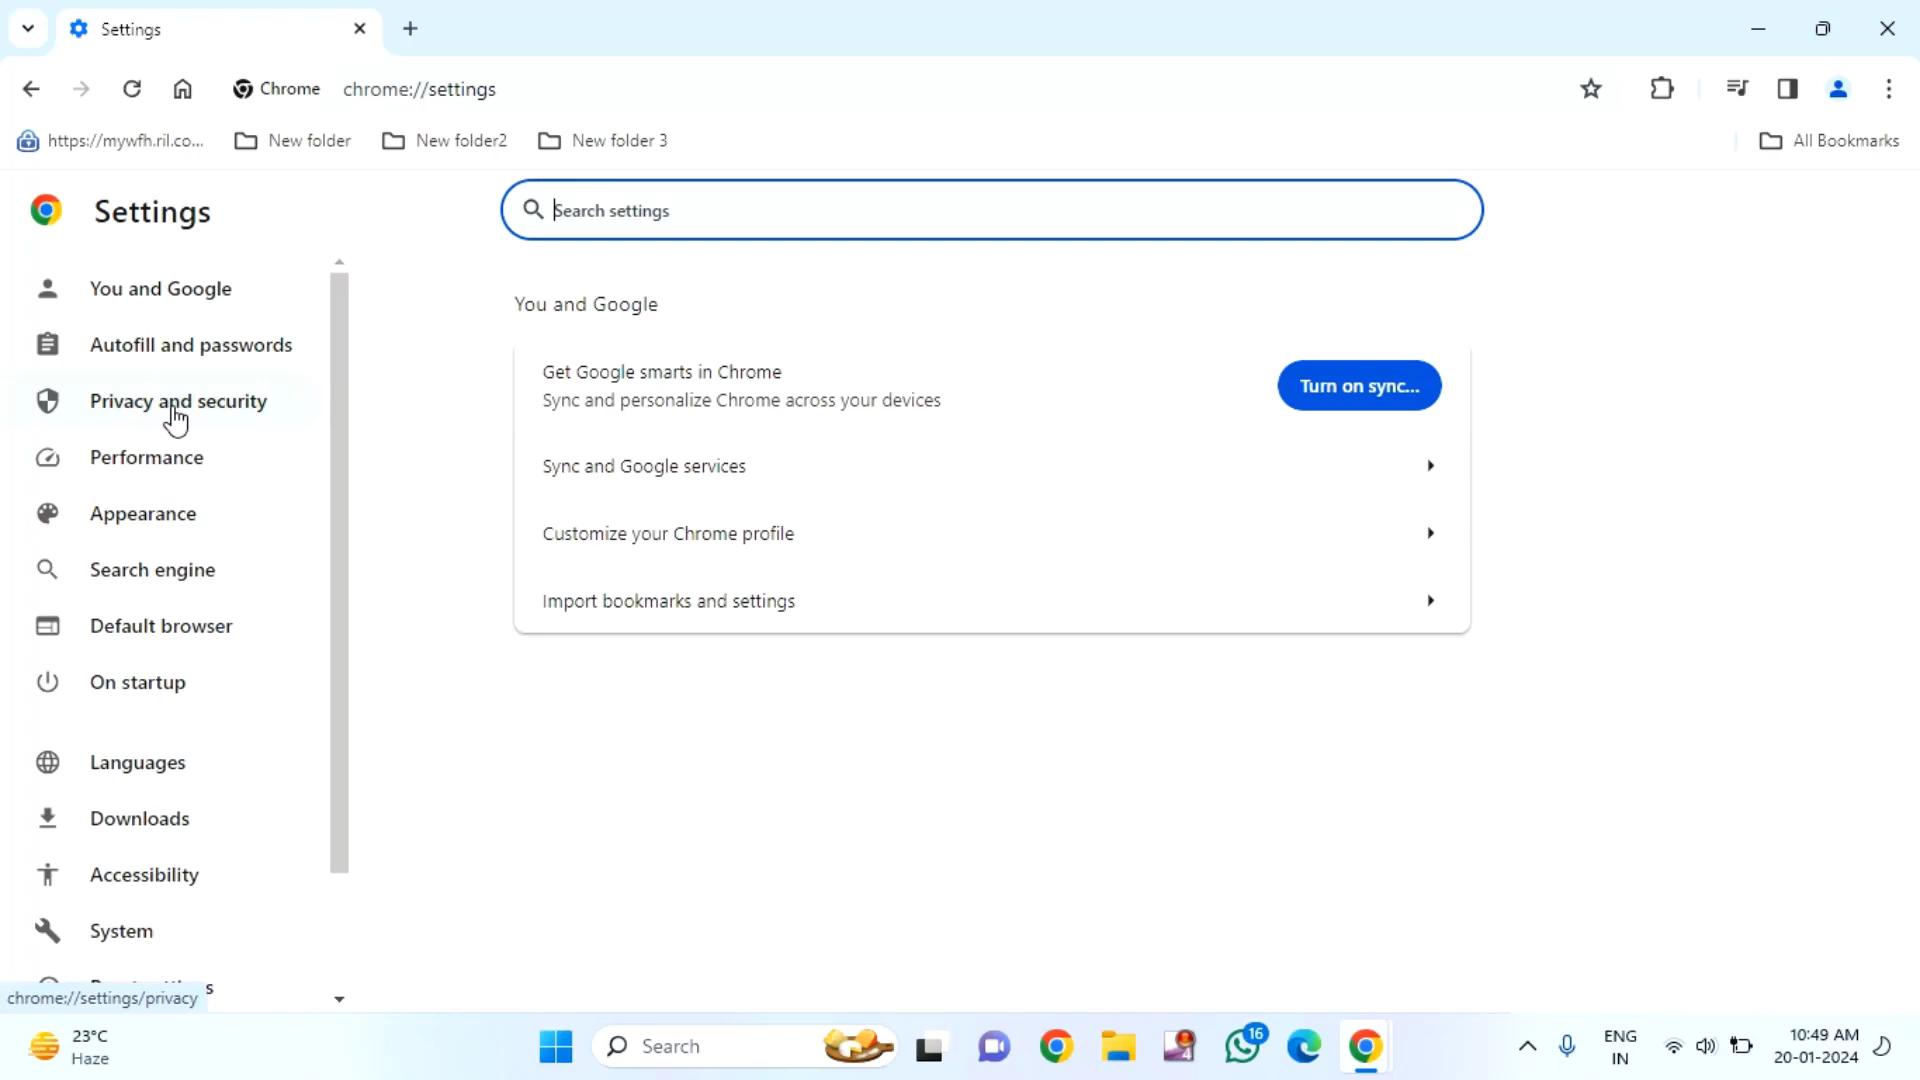 Settings
Chrome chrome://settings
https://mywfh.ril.co... New folder New folder2 New folder 3 All Bookmarks
Settings
Search settings
You and Google
Autofill and passwords
Privacy and security
Performance
Appearance
Search engine
Default browser
On startup
Languages
Downloads
Accessibility
System
You and Google
Get Google smarts in Chrome
Sync and personalize Chrome across your devices
Turn on sync...
Sync and Google services
Customize your Chrome profile
Import bookmarks and settings
chrome://settings/privacy
23°C
Haze
Search
4
16
ENG
IN
10:49 AM
20-01-2024